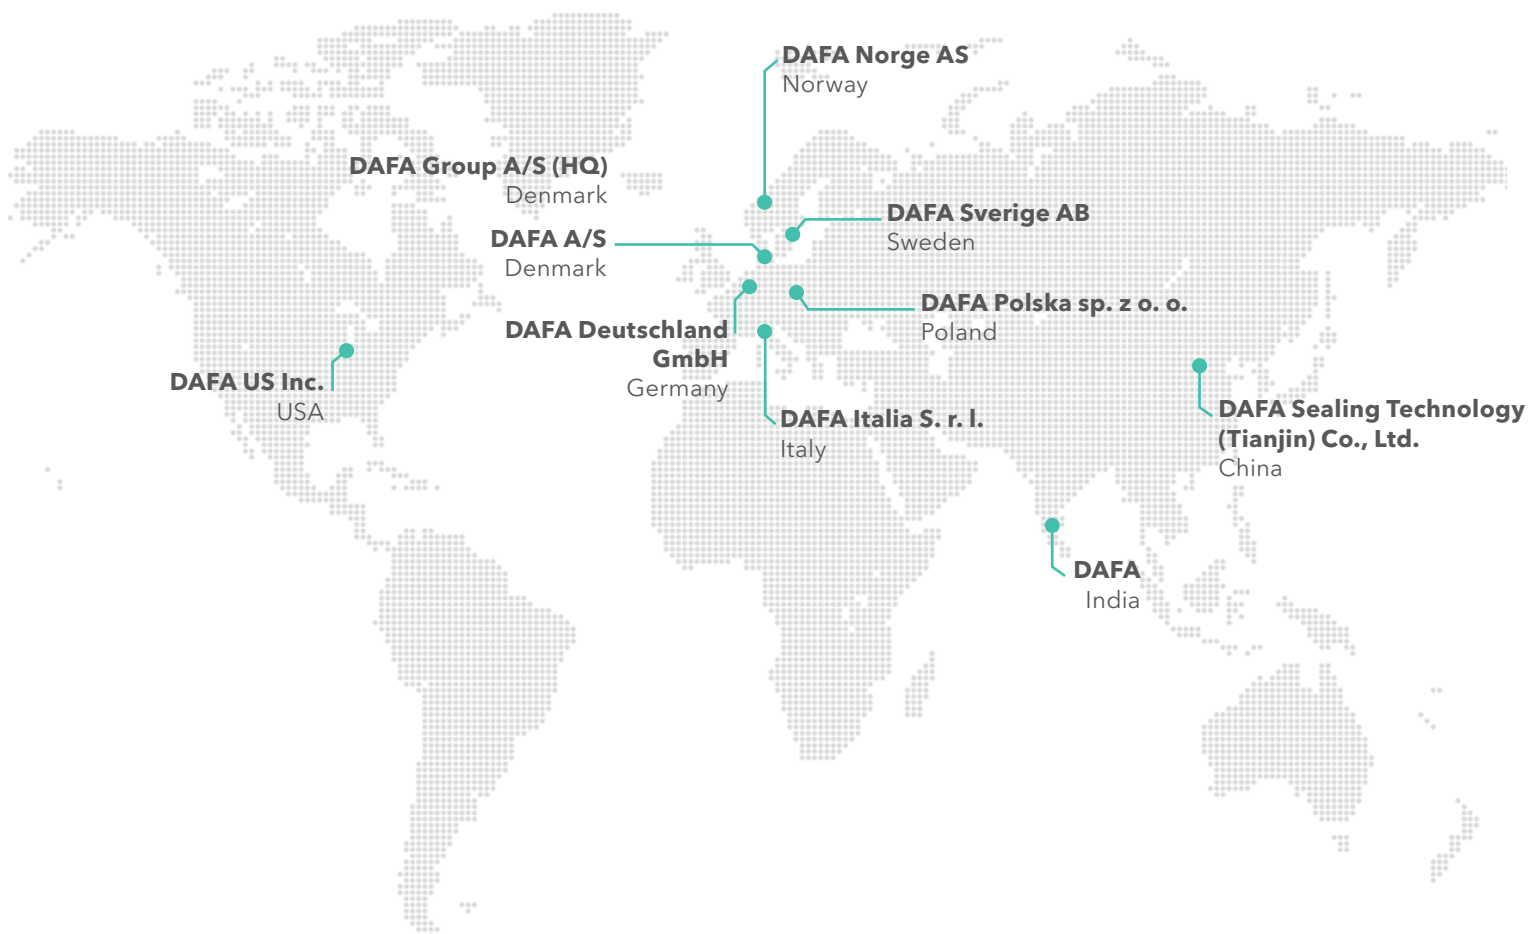 DAFA Norge AS
Norway
DAFA Group A/S (HQ)
Denmark
DAFA Sverige AB
Sweden
DAFA A/S
Denmark
DAFA Polska sp. z o. o.
Poland
DAFA Deutschland
GmbH
Germany
DAFA US Inc.
USA
DAFA Italia S. r. l.
Italy
DAFA Sealing Technology
(Tianjin) Co., Ltd.
China
DAFA
India